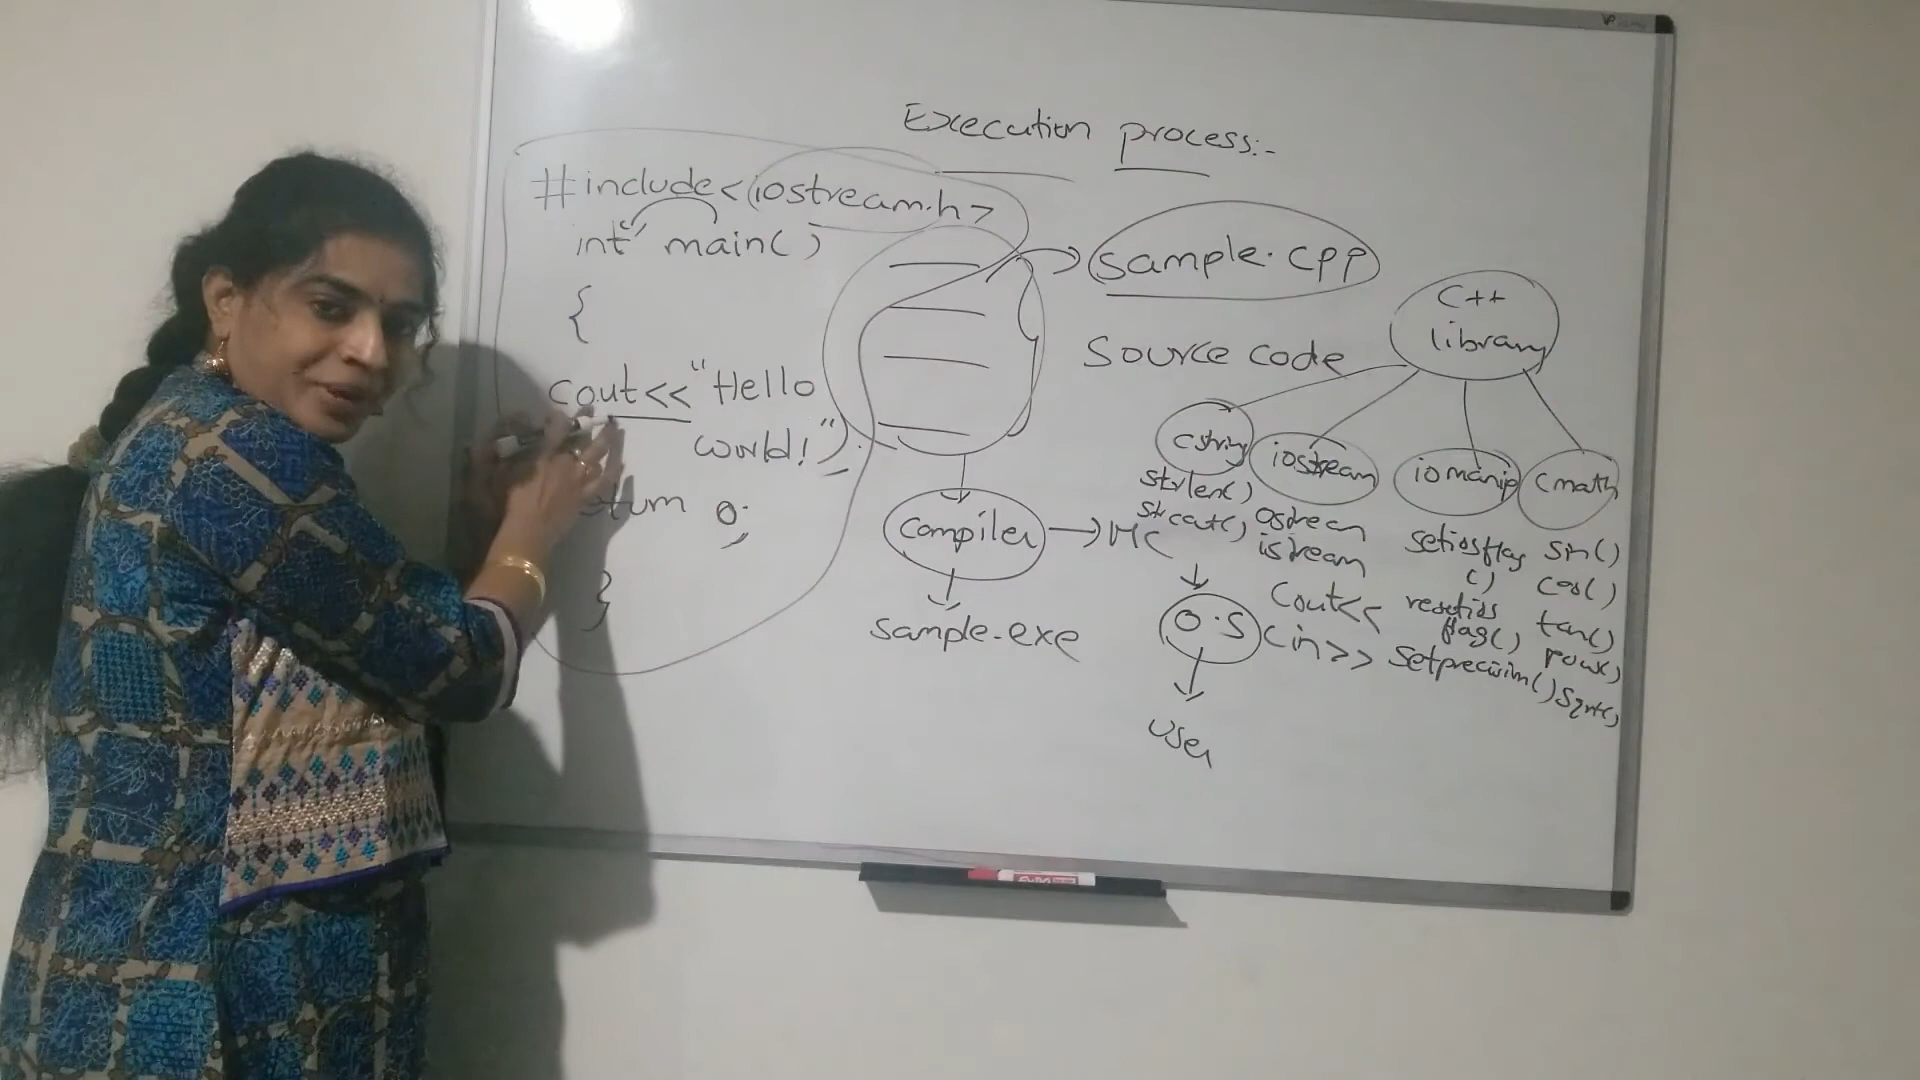 Execution process:-
#include<iostream.h>
int main()
{
cout<<"Hello
world!");
0;
}
sample.cpp
Source code
compiler
MC
sample.exe
O.S
user
C++
library
cstring
strlen()
strcat()
iostream
ostream
istream
cout<<
cin>>
iomanip
setiosflag
()
resetios
flag()
setprecision()
cmath
sin()
cos()
tan()
pow()
sqrt()